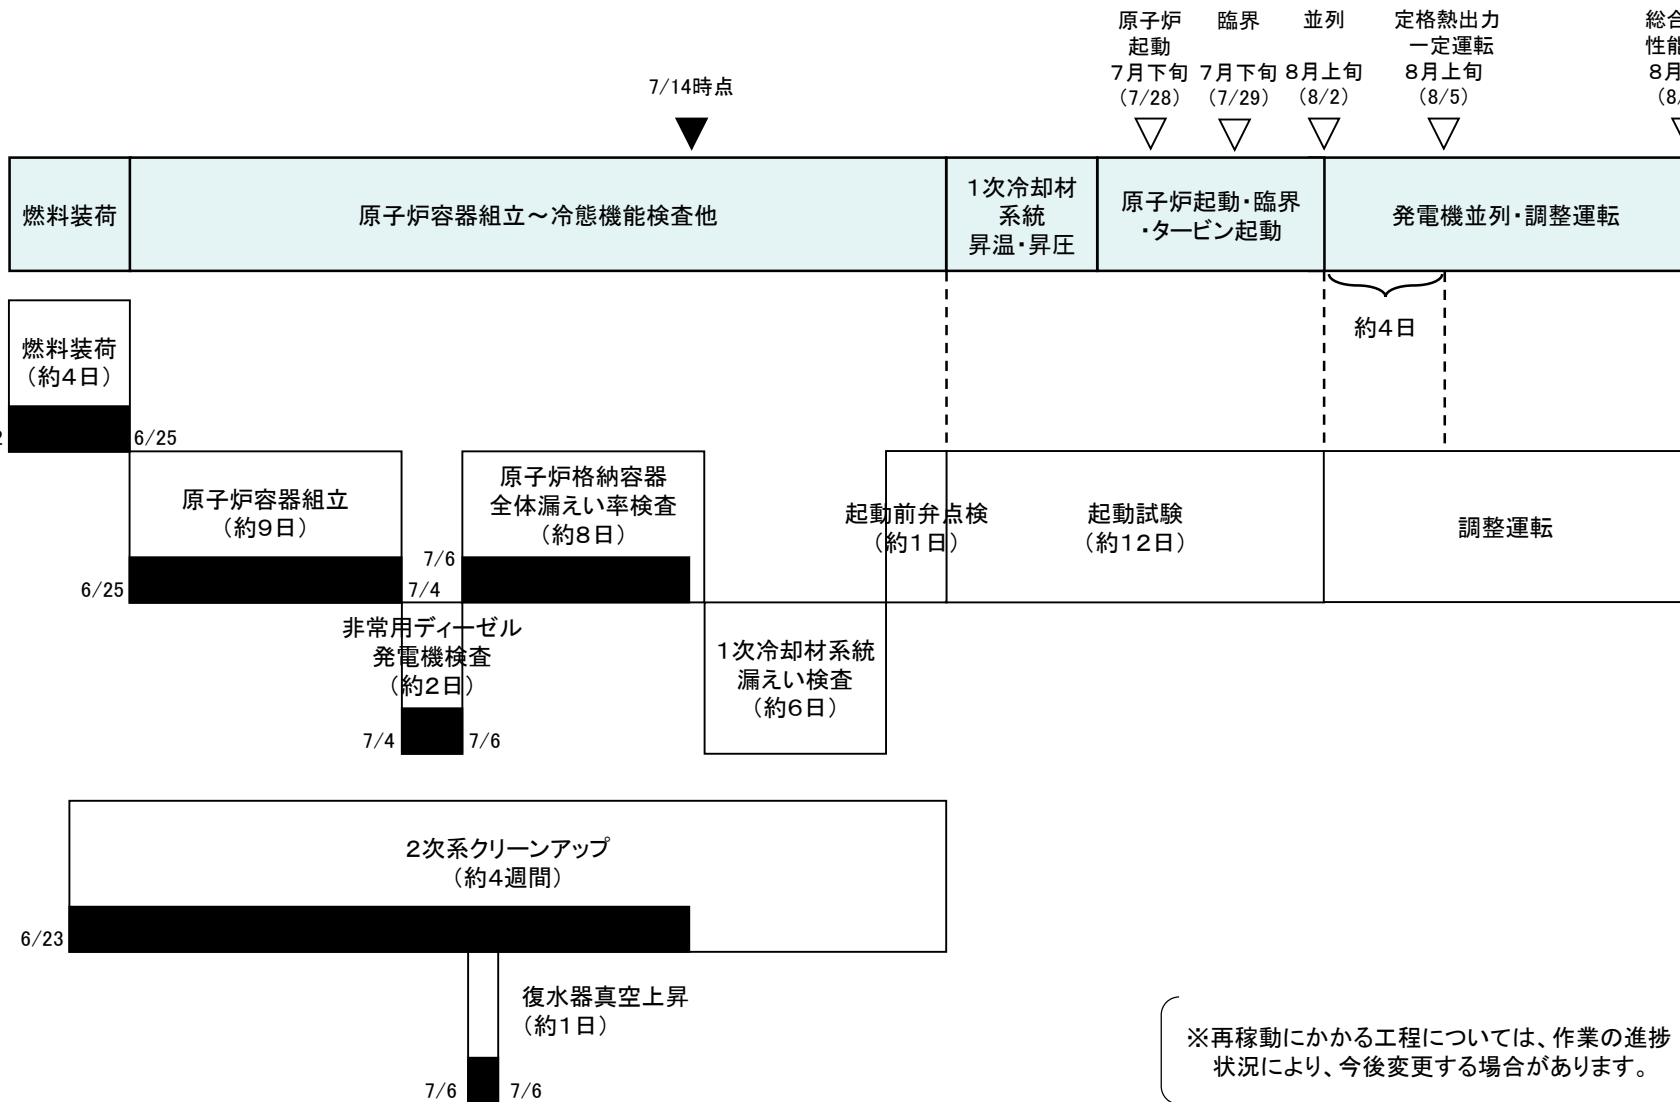 原子炉
起動
7月下旬
(7/28)
臨界
7月下旬
(7/29)
並列
8月上旬
(8/2)
定格熱出力
一定運転
8月上旬
(8/5)
総合
性能
8月
(8/
7/14時点
燃料装荷
原子炉容器組立~冷態機能検査他
1次冷却材
系統
昇温・昇圧
原子炉起動・臨界
・タービン起動
発電機並列・調整運転
約4日
燃料装荷
(約4日)
2
6/25
原子炉容器組立
(約9日)
6/25
7/4
原子炉格納容器
全体漏えい率検査
(約8日)
7/6
起動前弁点検
(約1日)
起動試験
(約12日)
調整運転
非常用ディーゼル
発電機検査
(約2日)
7/4
7/6
1次冷却材系統
漏えい検査
(約6日)
2次系クリーンアップ
(約4週間)
6/23
復水器真空上昇
(約1日)
7/6
7/6
※再稼動にかかる工程については、作業の進捗
状況により、今後変更する場合があります。